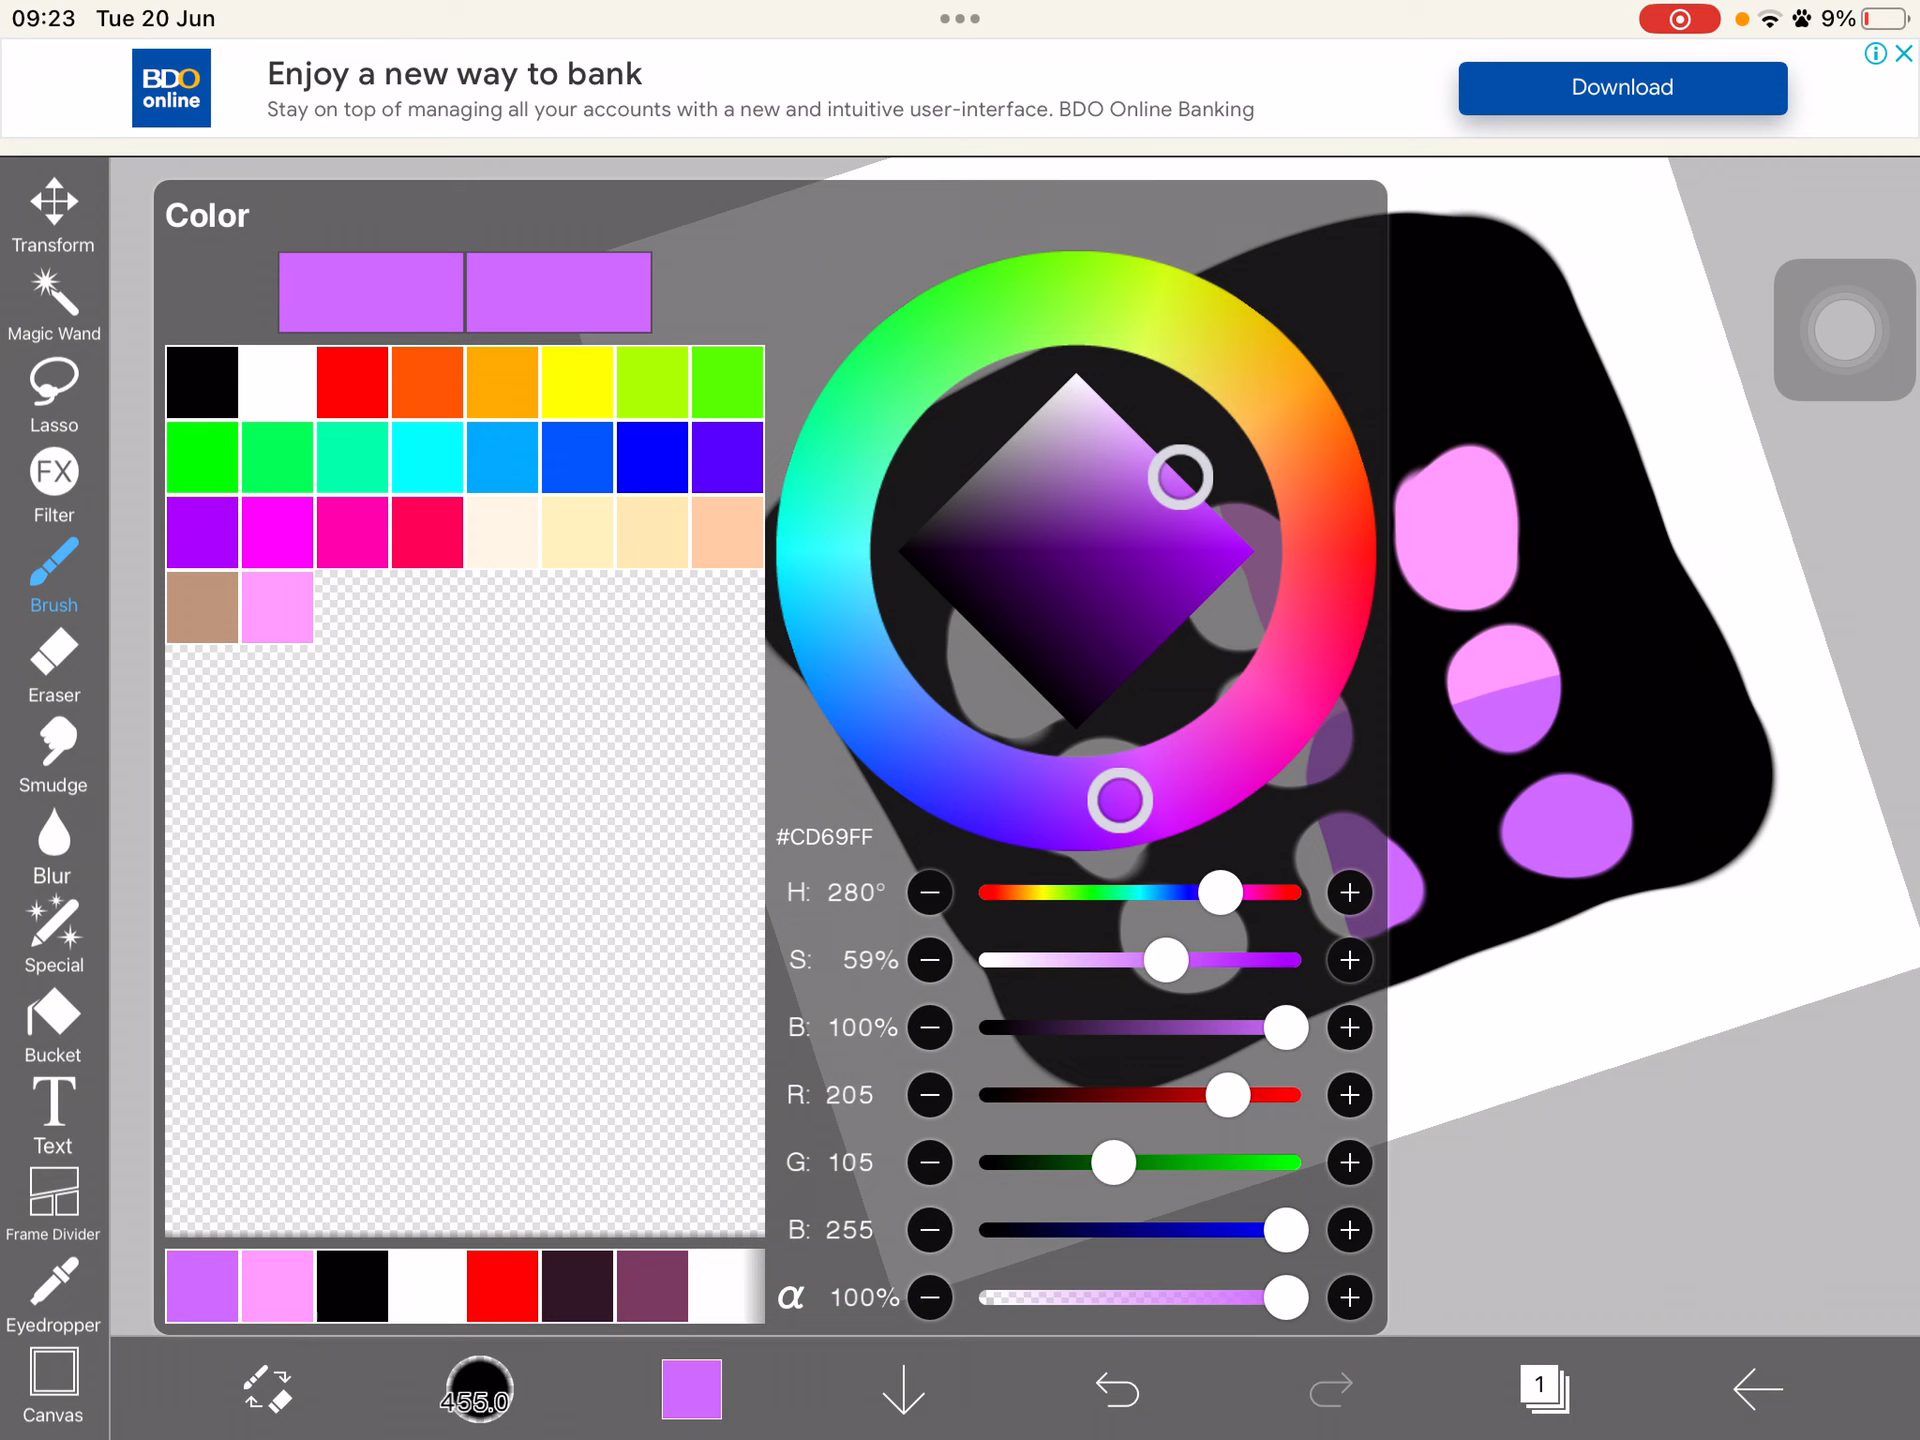 09:23 Tue 20 Jun
9%
BDO
online
Enjoy a new way to bank
Stay on top of managing all your accounts with a new and intuitive user-interface. BDO Online Banking
Download
Transform
Magic Wand
Lasso
FX
Filter
Brush
Eraser
Smudge
Blur
Special
Bucket
T
Text
Frame Divider
Eyedropper
Canvas
Color
#CD69FF
H: 280°
S: 59%
B: 100%
R: 205
G: 105
B: 255
α 100%
455.0
1